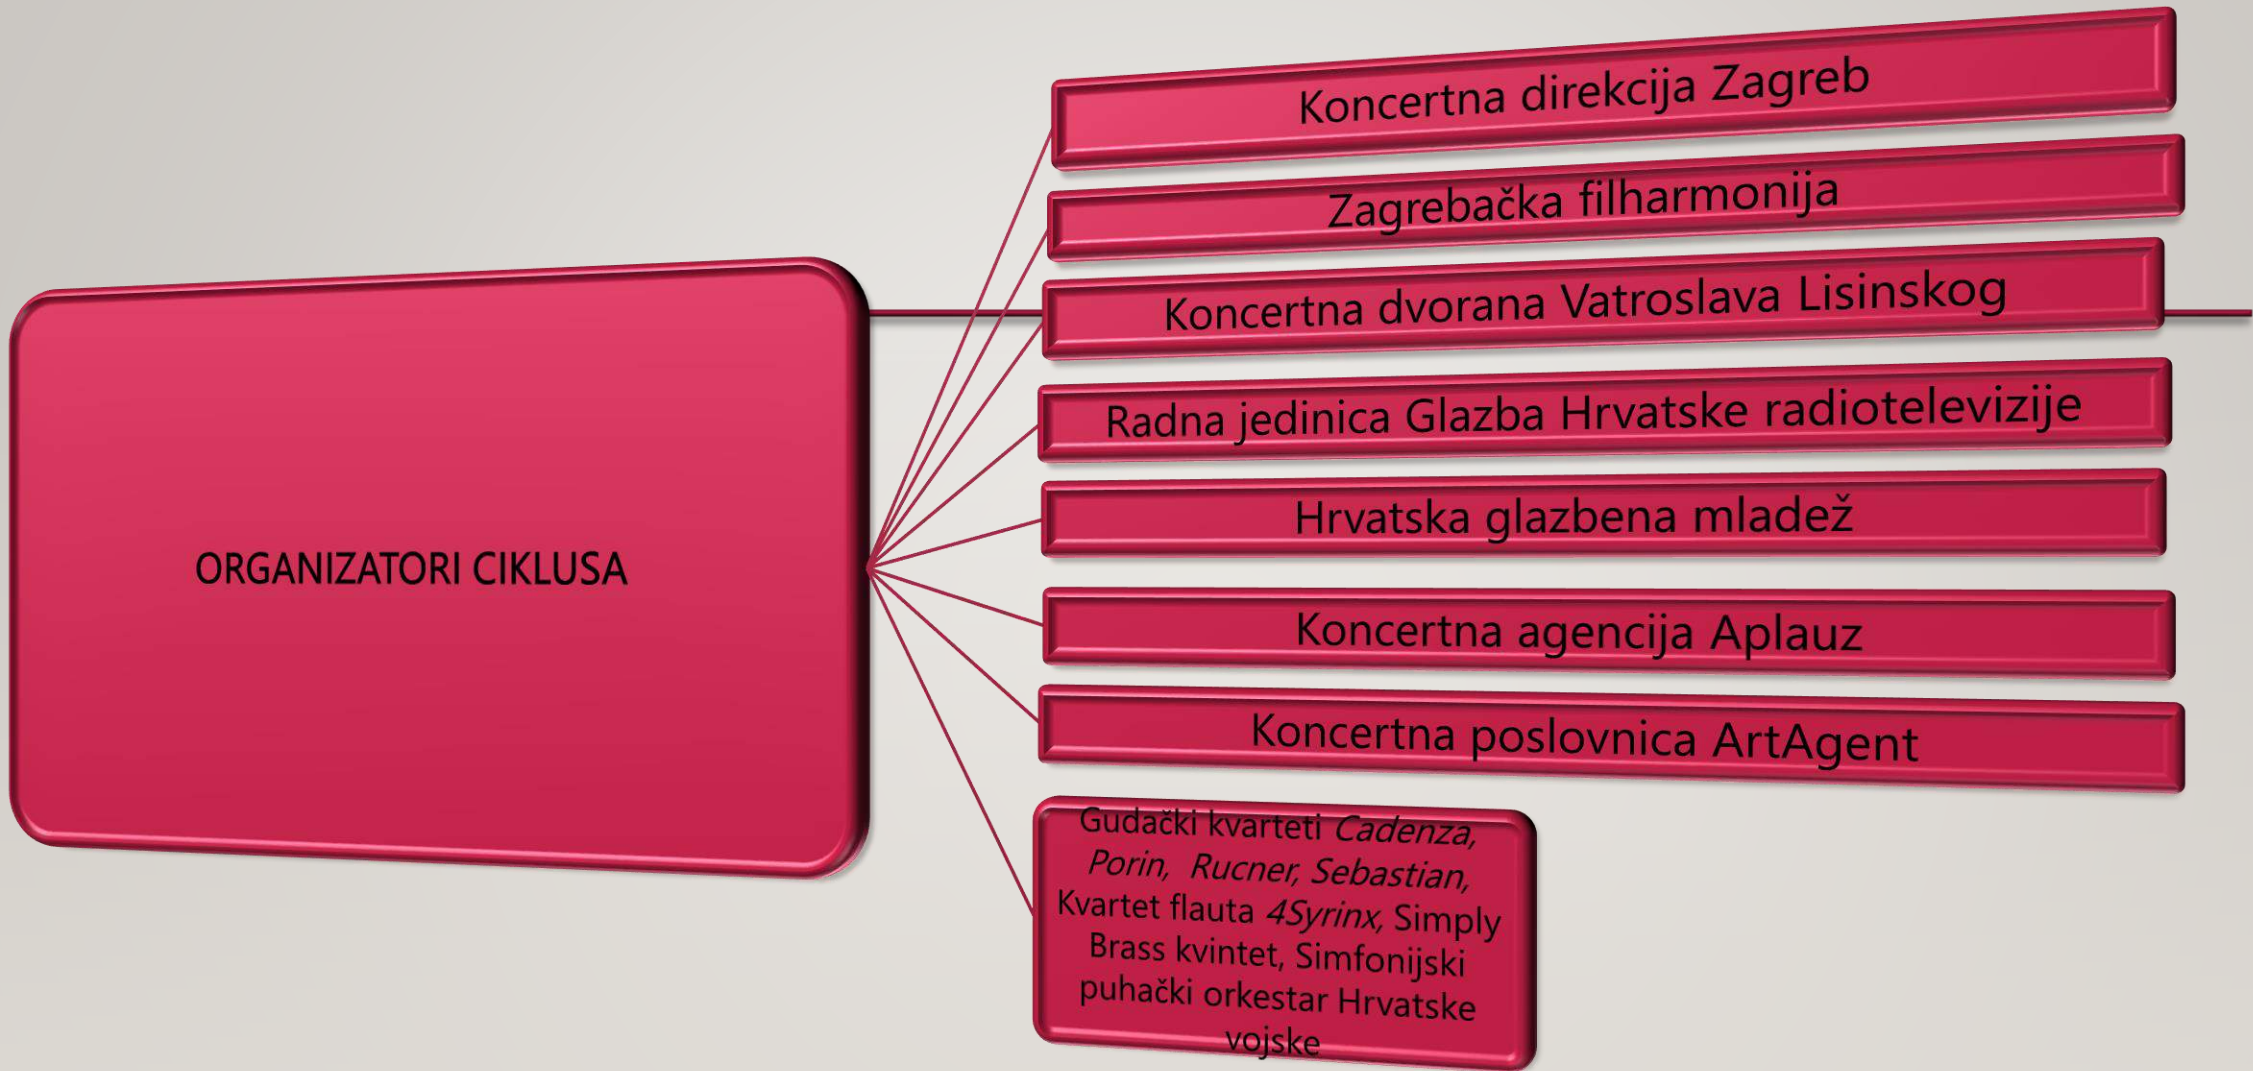 ORGANIZATORI CIKLUSA
Koncertna direkcija Zagreb
Zagrebačka filharmonija
Koncertna dvorana Vatroslava Lisinskog
Radna jedinica Glazba Hrvatske radiotelevizije
Hrvatska glazbena mladež
Koncertna agencija Aplauz
Koncertna poslovnica ArtAgent
Gudački kvarteti Cadenza,
Porin, Rucner, Sebastian,
Kvartet flauta 4Syrinx, Simply
Brass kvintet, Simfonijski
puhački orkestar Hrvatske
vojske